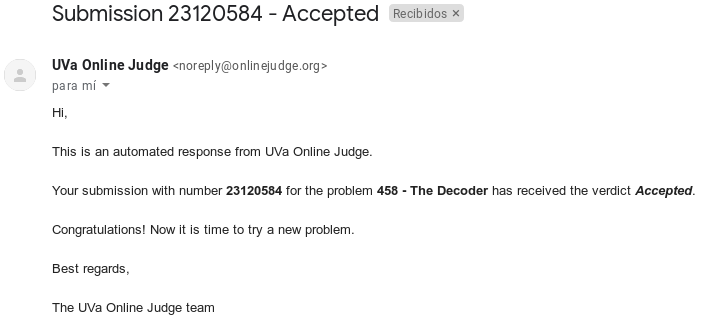 Submission 23120584 - Accepted Recibidos ×
UVa Online Judge <noreply@onlinejudge.org>
para mí
Hi,
This is an automated response from UVa Online Judge.
Your submission with number 23120584 for the problem 458 - The Decoder has received the verdict Accepted.
Congratulations! Now it is time to try a new problem.
Best regards,
The UVa Online Judge team